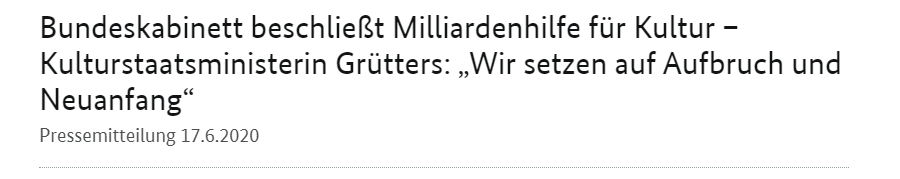 Bundeskabinett beschließt Milliardenhilfe für Kultur –
Kulturstaatsministerin Grütters: „Wir setzen auf Aufbruch und
Neuanfang“
Pressemitteilung 17.6.2020